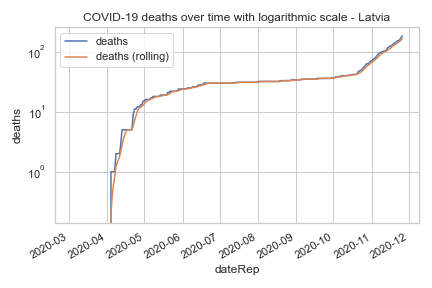 COVID-19 deaths over time with logarithmic scale - Latvia
deaths
deaths (rolling)
10²
10¹
10⁰
deaths
2020-03
2020-04
2020-05
2020-06
2020-07
2020-08
2020-09
2020-10
2020-11
2020-12
dateRep